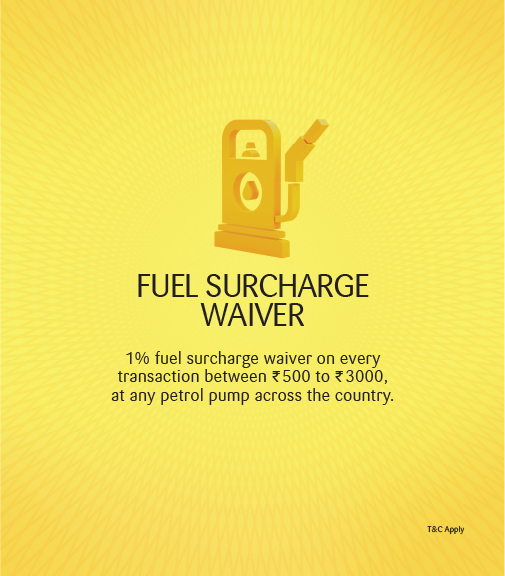 FUEL SURCHARGE
WAIVER
1% fuel surcharge waiver on every
transaction between ₹500 to ₹3000,
at any petrol pump across the country.
T&C Apply